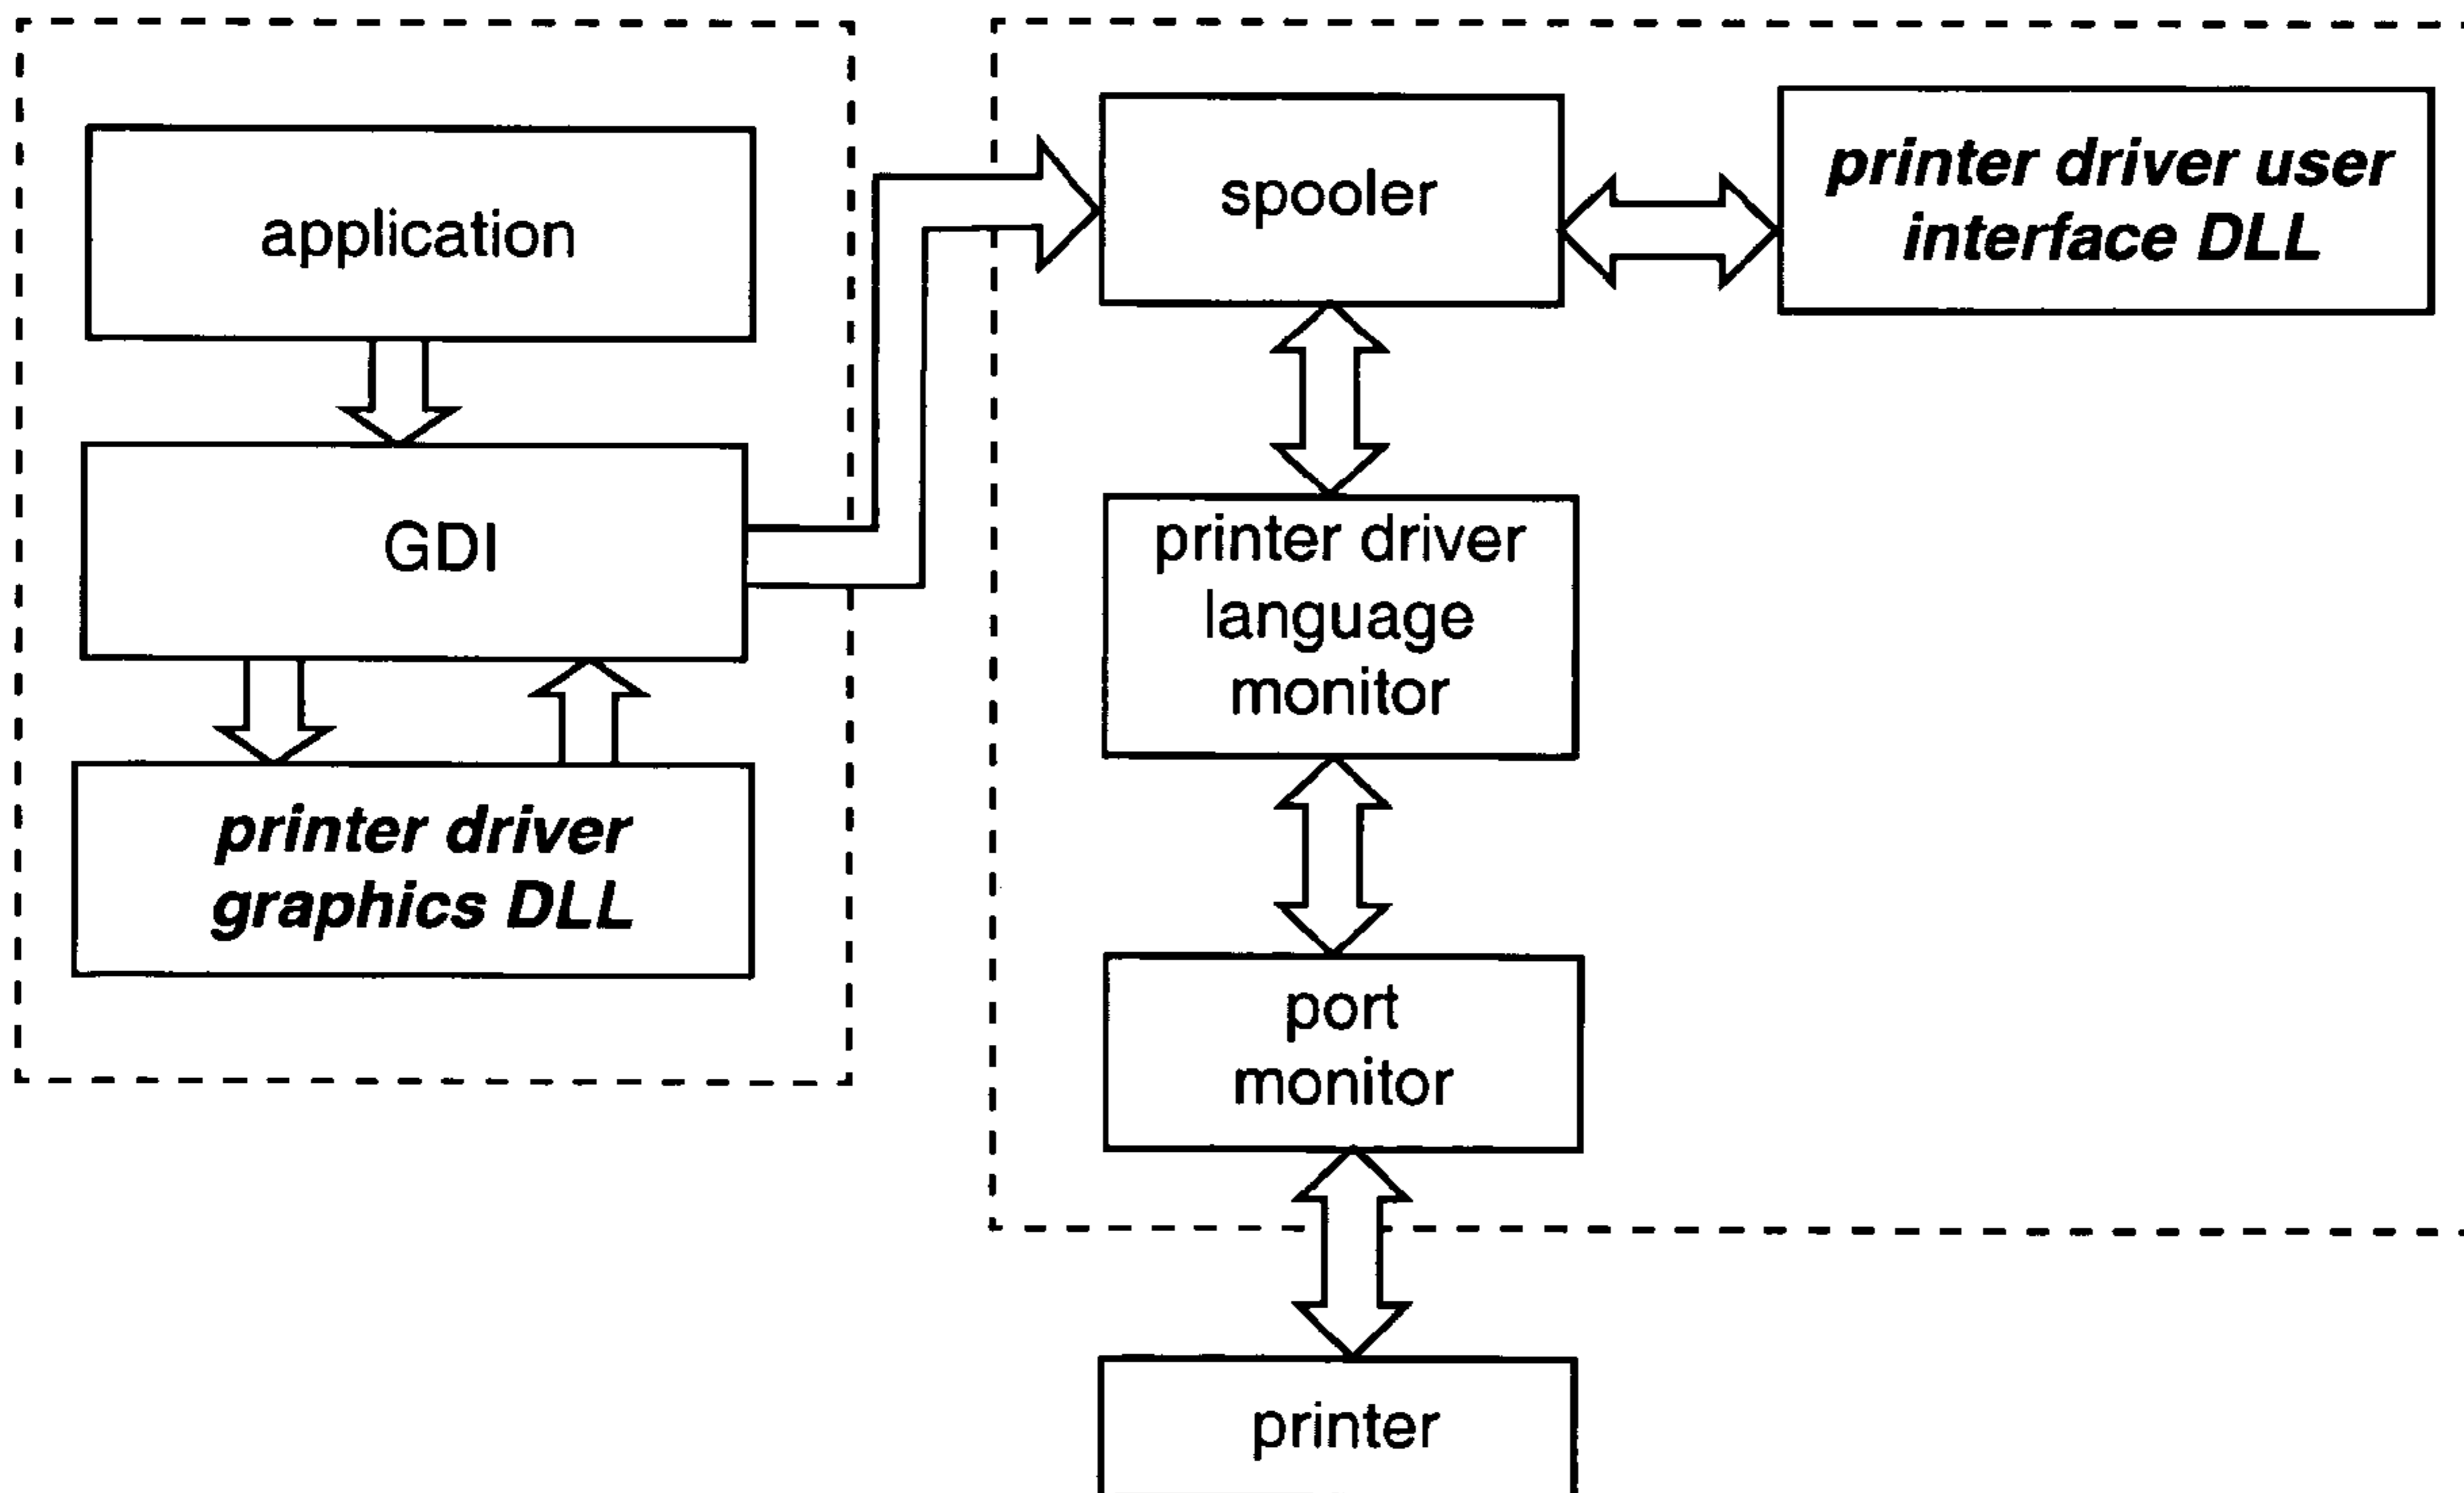 application
GDI
printer driver
graphics DLL
spooler
printer driver user
interface DLL
printer driver
language
monitor
port
monitor
printer